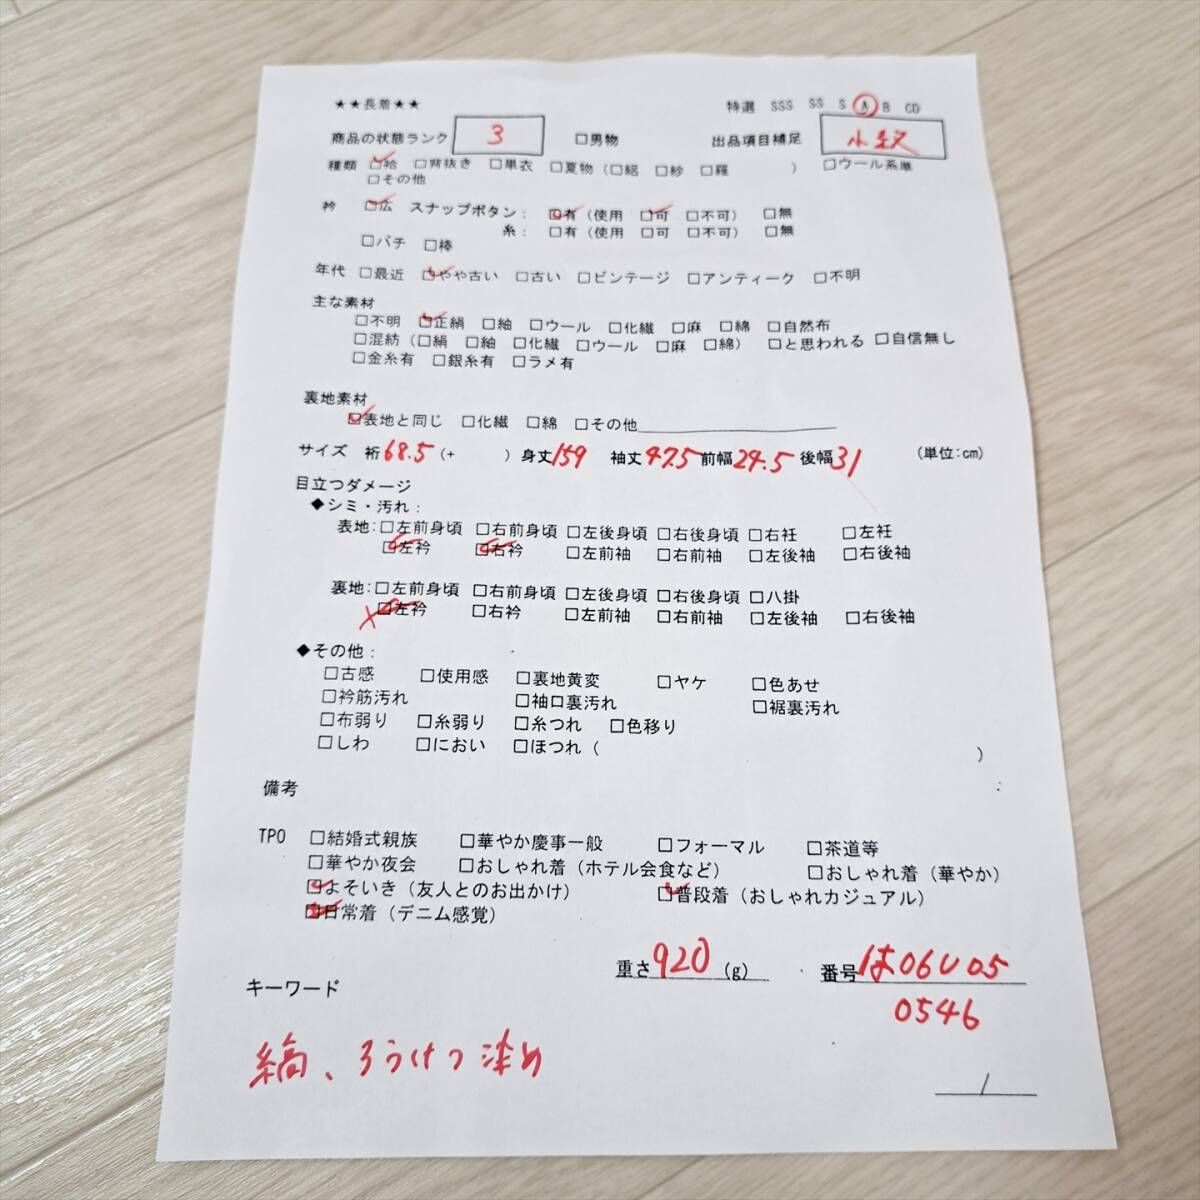 ★★長着★★ 特選 SSS SS S A B CD
商品の状態ランク 3 □男物 出品項目補足 小紋
種類 □袷 □背抜き □単衣 □夏物（□絽 □紗 □羅 ） □ウール系単
□その他
衿 □広 スナップボタン： □有（使用 □可 □不可） □無
糸：□有（使用 □可 □不可） □無
□バチ □棒
年代 □最近 □やや古い □古い □ビンテージ □アンティーク □不明
主な素材
□不明 □正絹 □紬 □ウール □化繊 □麻 □綿 □自然布
□混紡（□絹 □紬 □化繊 □ウール □麻 □綿） □と思われる □自信無し
□金糸有 □銀糸有 □ラメ有
裏地素材
□表地と同じ □化繊 □綿 □その他
サイズ 裄68.5（+ ）身丈159 袖丈47.5 前幅24.5 後幅31 （単位:cm）
目立つダメージ
◆シミ・汚れ：
表地：□左前身頃 □右前身頃 □左後身頃 □右後身頃 □右衽 □左衽
□左衿 □右衿 □左前袖 □右前袖 □左後袖 □右後袖
裏地：□左前身頃 □右前身頃 □左後身頃 □右後身頃 □八掛
□左衿 □右衿 □左前袖 □右前袖 □左後袖 □右後袖
◆その他：
□古感 □使用感 □裏地黄変 □ヤケ □色あせ
□衿筋汚れ □袖口裏汚れ □裾裏汚れ
□布弱り □糸弱り □糸つれ □色移り
□しわ □におい □ほつれ（ ）
備考
TPO □結婚式親族 □華やか慶事一般 □フォーマル □茶道等
□華やか夜会 □おしゃれ着（ホテル会食など） □おしゃれ着（華やか）
□よそいき（友人とのお出かけ） □普段着（おしゃれカジュアル）
□日常着（デニム感覚）
重さ 920 （g） 番号 は06し05
0546
キーワード
縞、ろうけつ染め
1